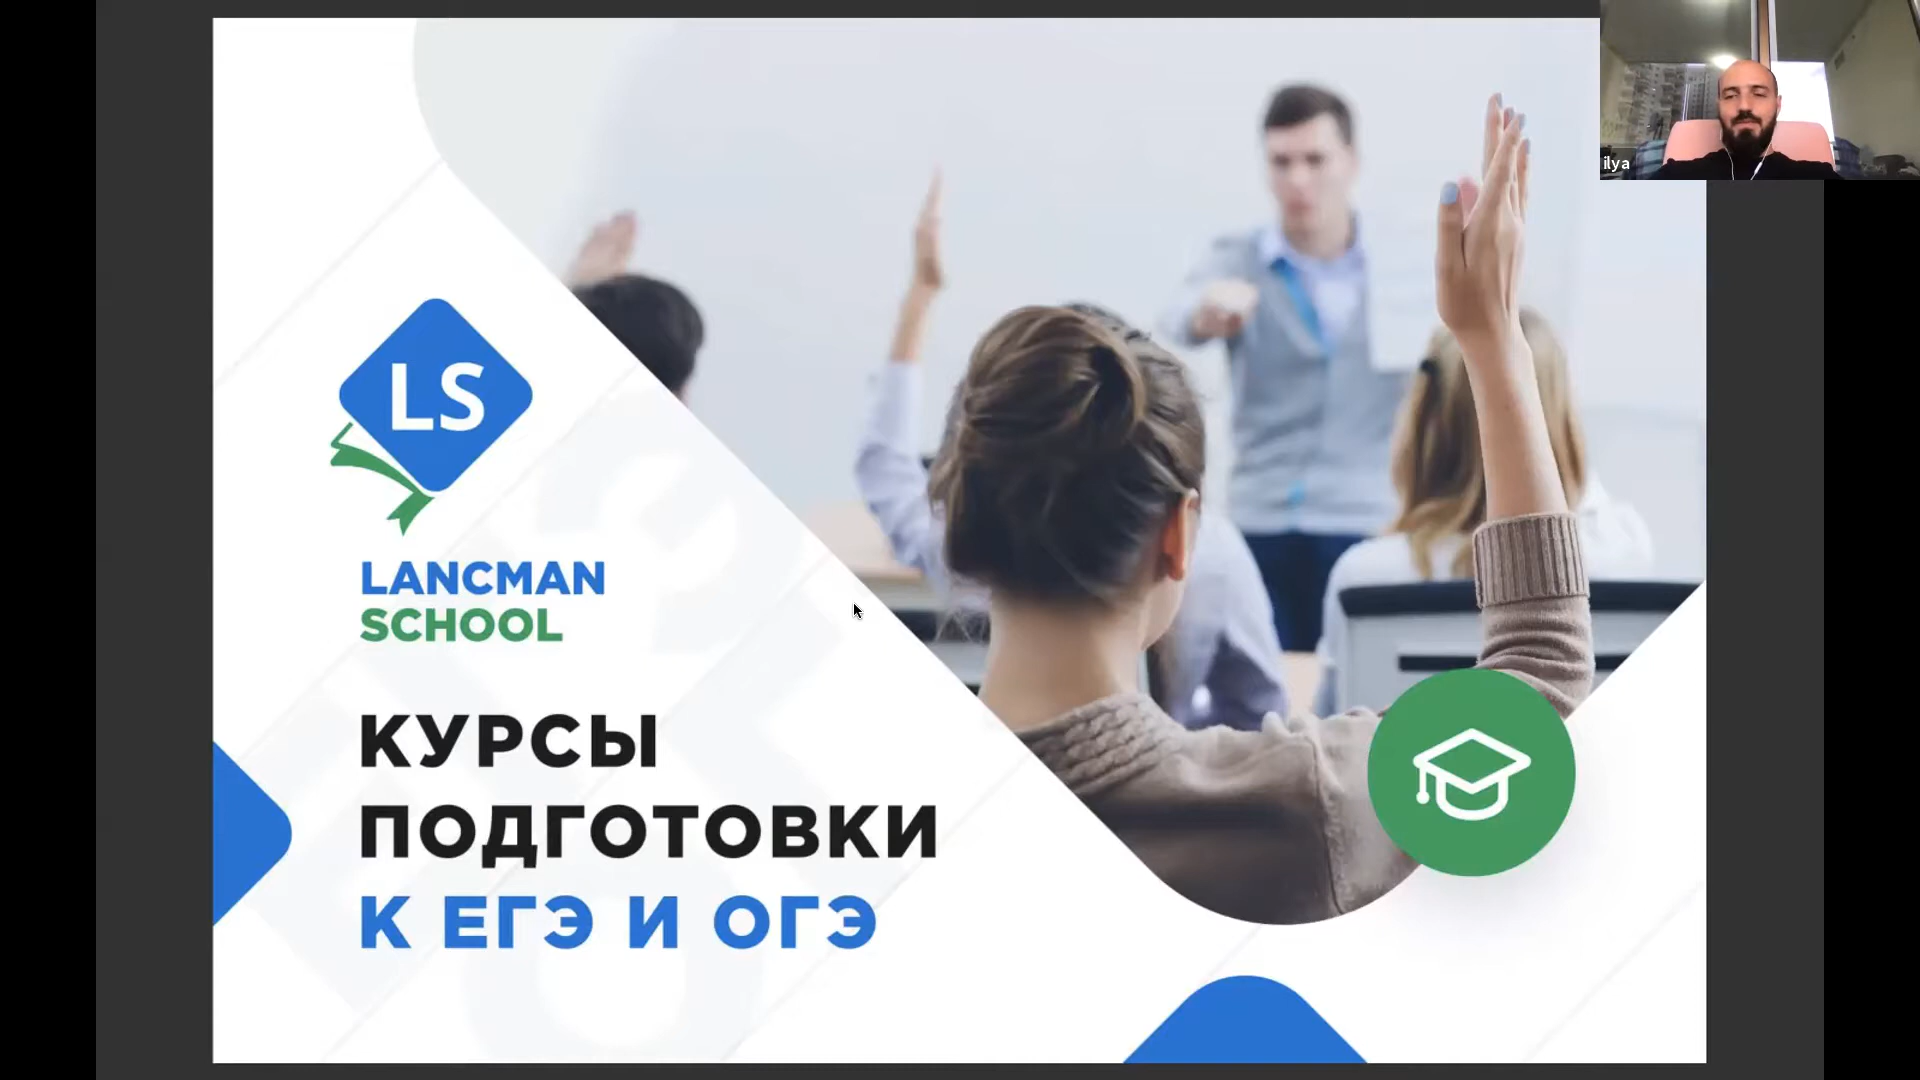 ilya
LS
LANCMAN
SCHOOL
КУРСЫ
ПОДГОТОВКИ
К ЕГЭ И ОГЭ